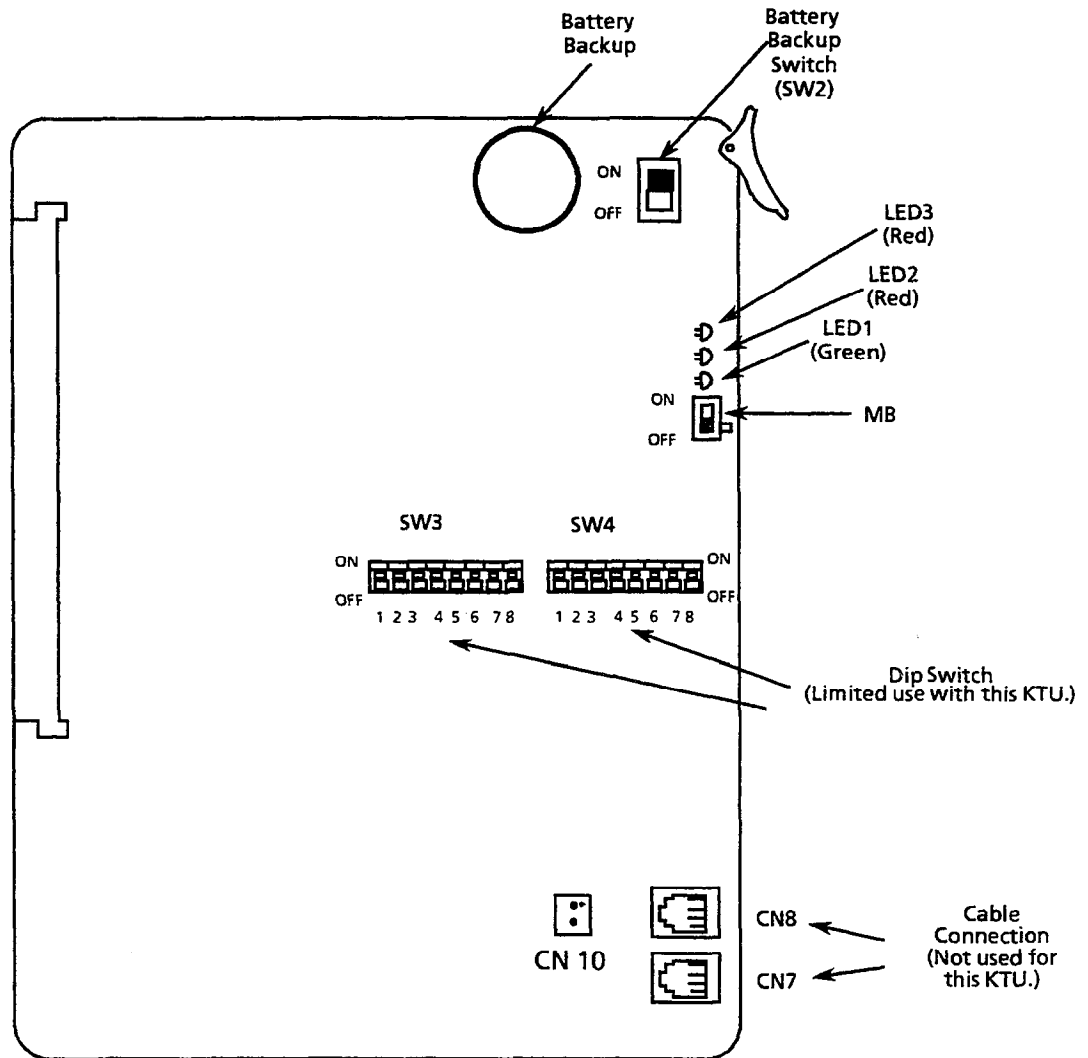 Battery
Backup
Battery
Backup
Switch
(SW2)
ON
OFF
LED3
(Red)
LED2
(Red)
LED1
(Green)
ON
OFF
MB
SW3
SW4
ON
OFF
ON
OFF
1 2 3 4 5 6 7 8
1 2 3 4 5 6 7 8
Dip Switch
(Limited use with this KTU.)
CN 10
CN8
CN7
Cable
Connection
(Not used for
this KTU.)